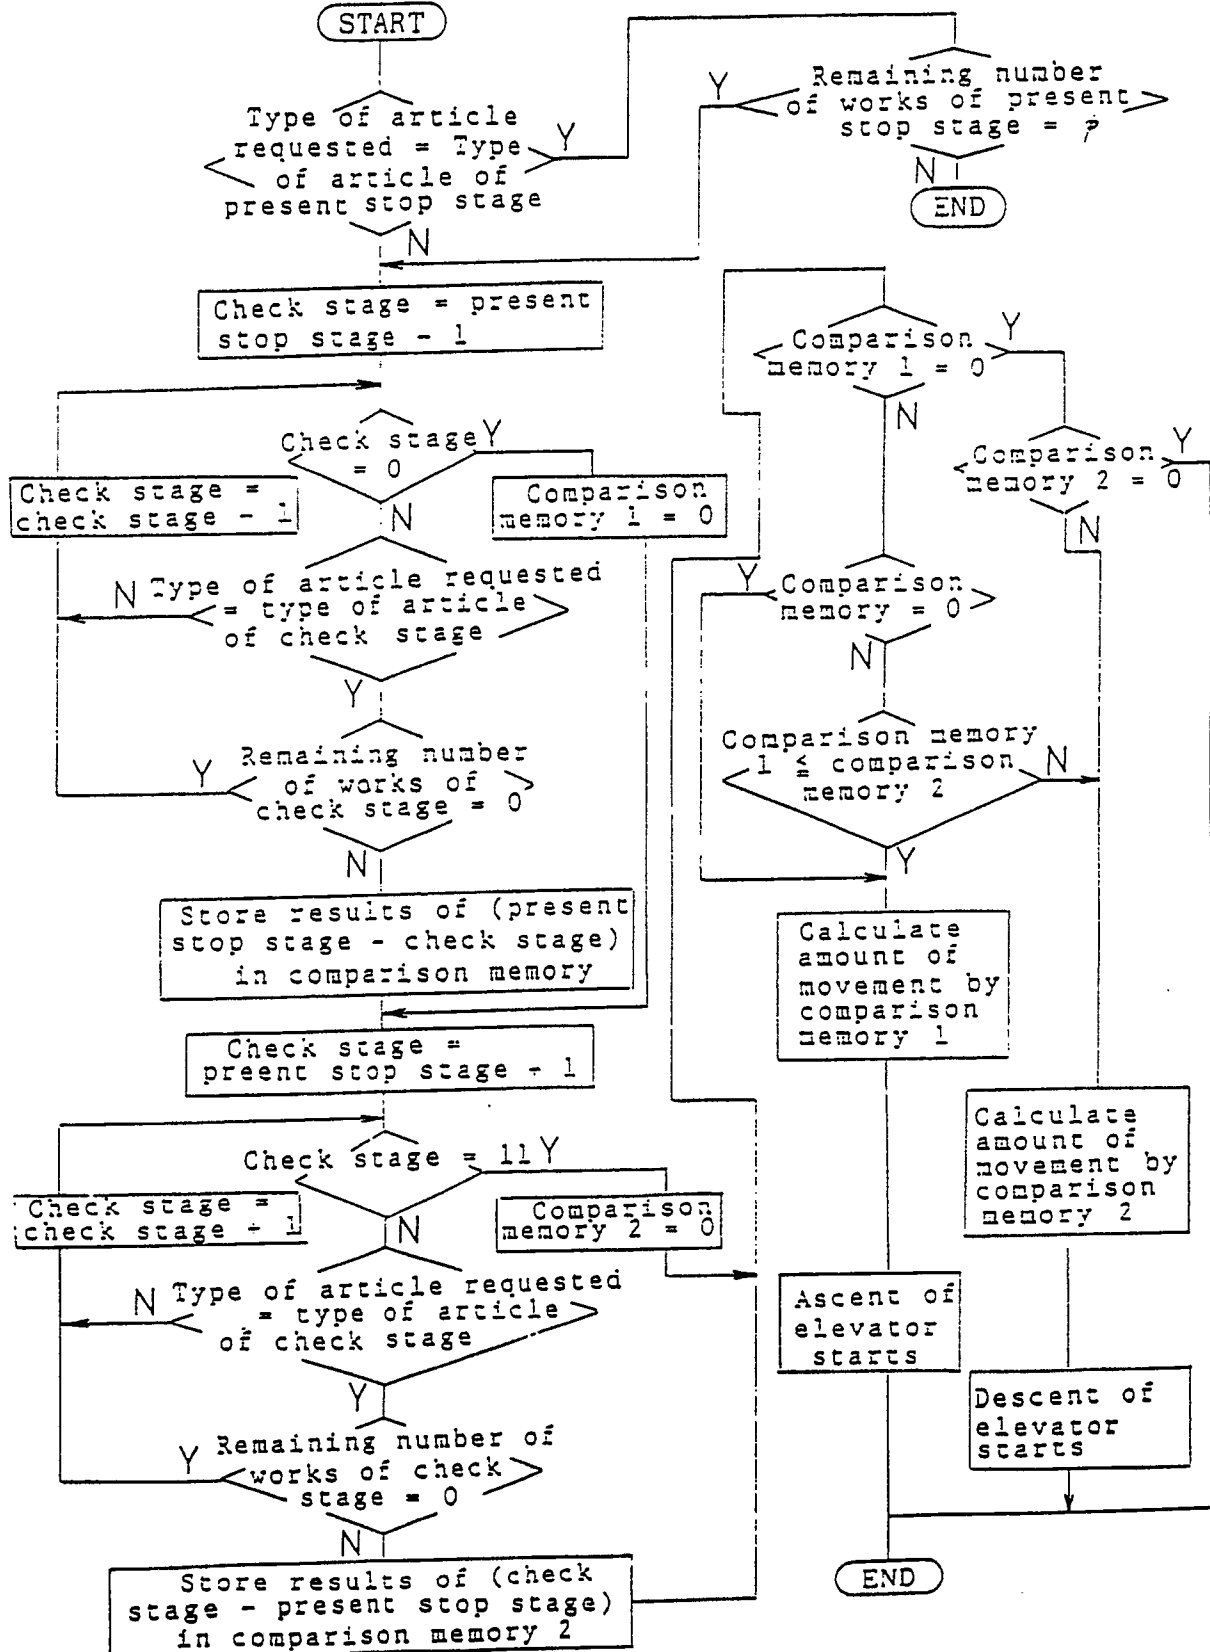 START
Type of article
requested = Type
of article of
present stop stage
Y
N
Remaining number
of works of present
stop stage =
Y
N
END
Check stage = present
stop stage - 1
Check stage
= 0
Y
N
Check stage =
check stage - 1
Comparison
memory 1 = 0
Type of article requested
= type of article
of check stage
N
Y
Remaining number
of works of
check stage = 0
Y
N
Store results of (present
stop stage - check stage)
in comparison memory
Check stage =
preent stop stage + 1
Check stage = 11
Y
N
Check stage =
check stage + 1
Comparison
memory 2 = 0
Type of article requested
= type of article
of check stage
N
Y
Remaining number of
works of check
stage = 0
Y
N
Store results of (check
stage - present stop stage)
in comparison memory 2
Comparison
memory 1 = 0
Y
N
Comparison
memory 2 = 0
Y
N
Comparison
memory = 0
Y
N
Comparison memory
1 ≦ comparison
memory 2
N
Y
Calculate
amount of
movement by
comparison
memory 1
Calculate
amount of
movement by
comparison
memory 2
Ascent of
elevator
starts
Descent of
elevator
starts
END